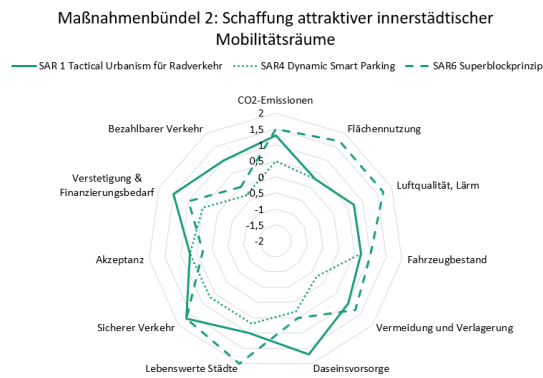 Maßnahmenbündel 2: Schaffung attraktiver innerstädtischer
Mobilitätsräume
SAR 1 Tactical Urbanism für Radverkehr
SAR4 Dynamic Smart Parking
SAR6 Superblockprinzip
CO2-Emissionen
2
Bezahlbarer Verkehr
Flächennutzung
1,5
1
0,5
Verstetigung &
Finanzierungsbedarf
Luftqualität, Lärm
0
-0,5
-1
-1,5
-2
Akzeptanz
Fahrzeugbestand
Sicherer Verkehr
Vermeidung und Verlagerung
Lebenswerte Städte
Daseinsvorsorge